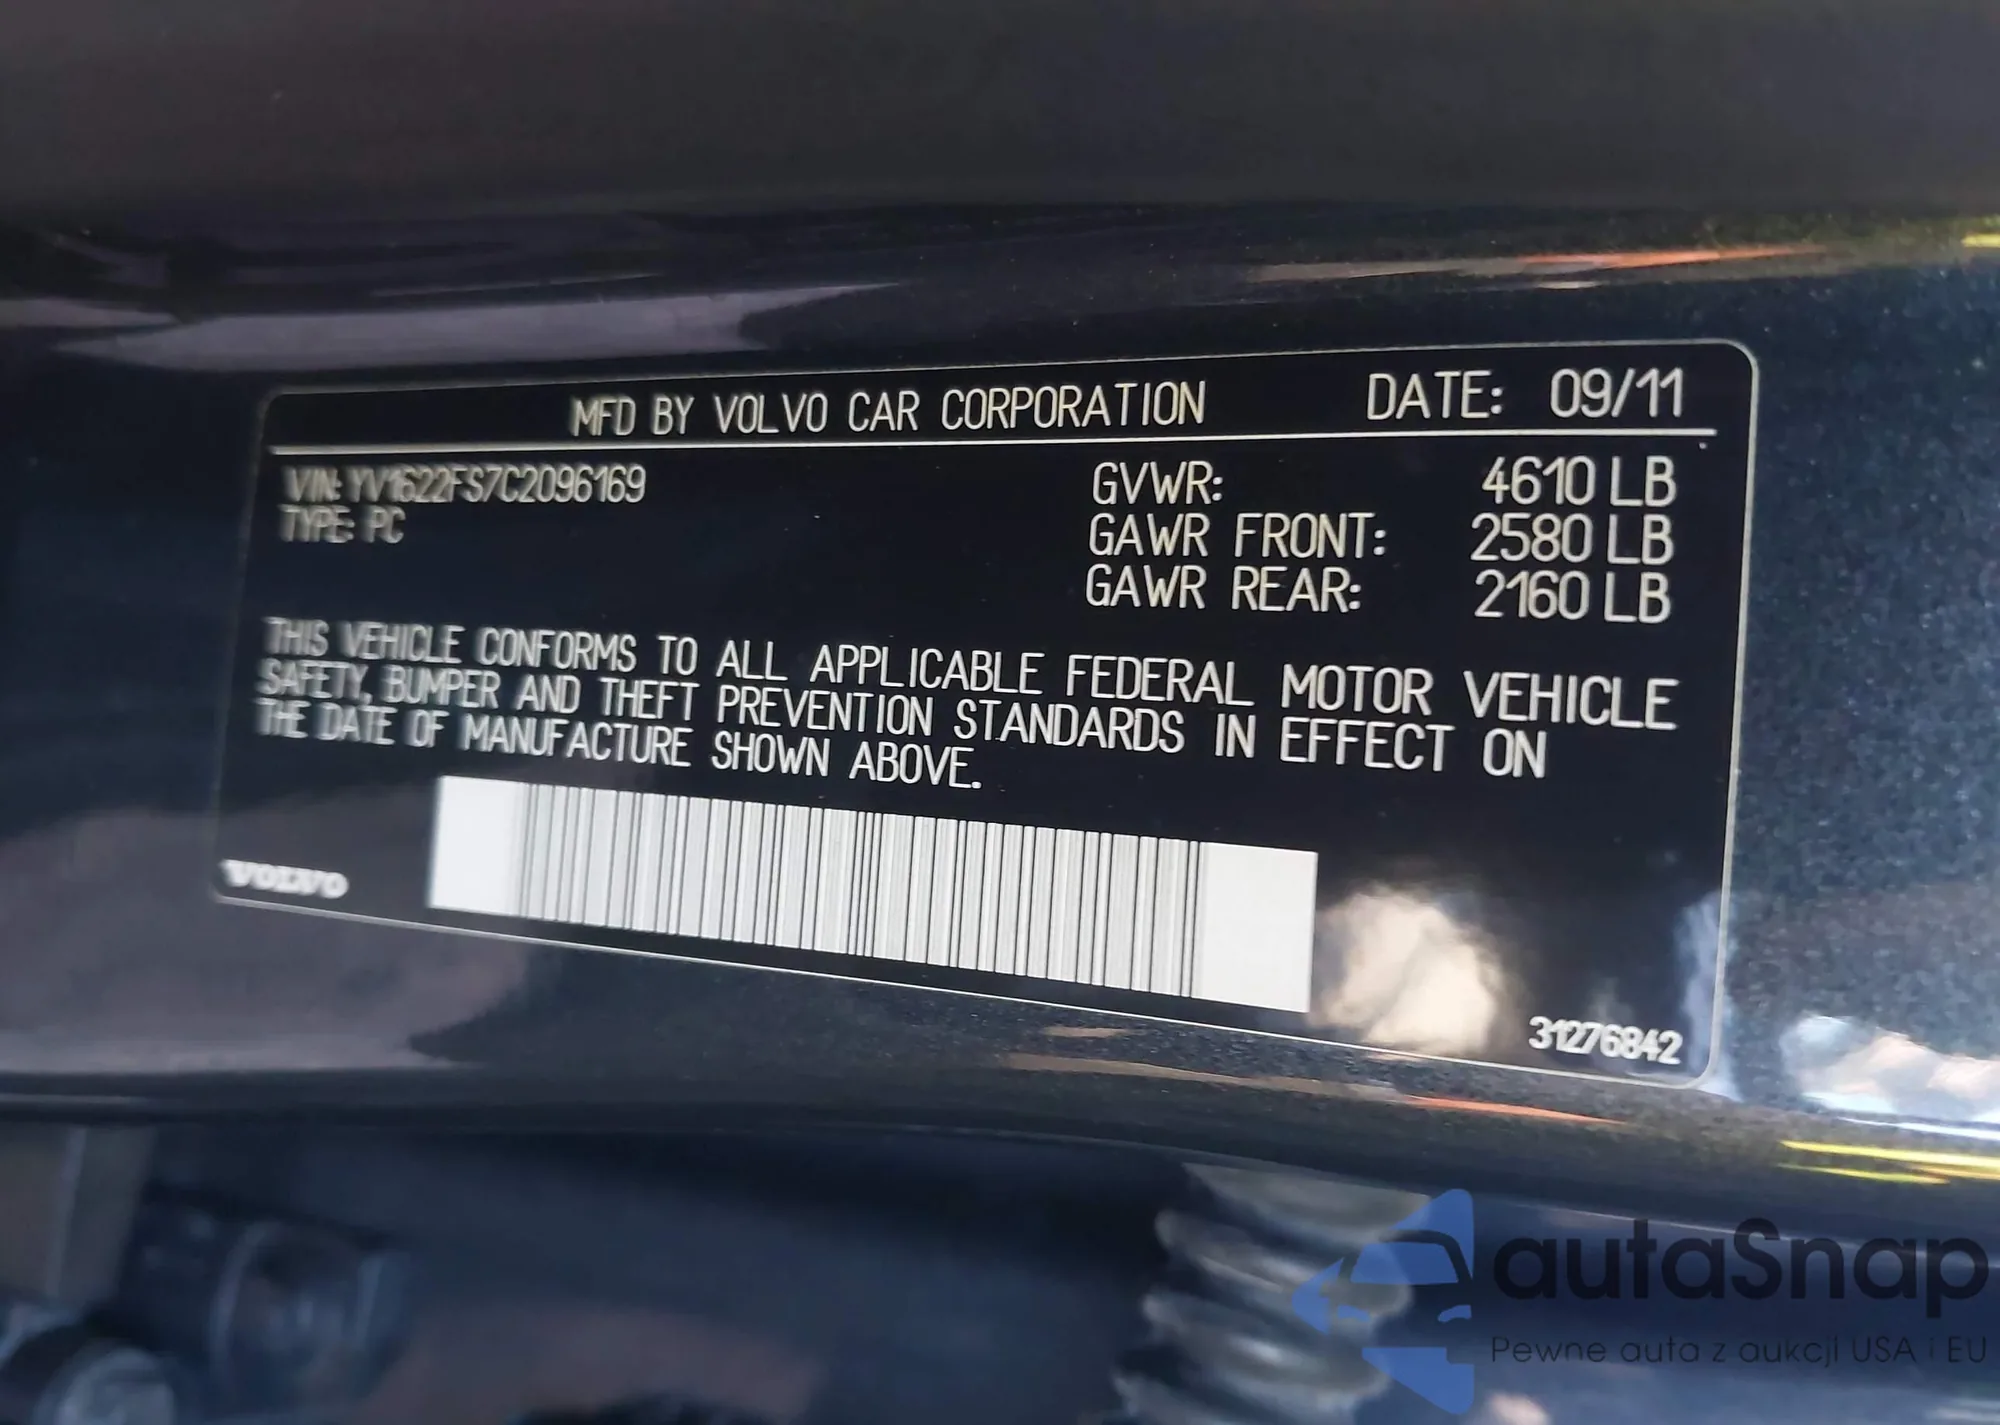 MFD BY VOLVO CAR CORPORATION DATE: 09/11
VIN: YV1622FS7C2096169 GVWR: 4610 LB
TYPE: PC GAWR FRONT: 2580 LB
GAWR REAR: 2160 LB
THIS VEHICLE CONFORMS TO ALL APPLICABLE FEDERAL MOTOR VEHICLE
SAFETY, BUMPER AND THEFT PREVENTION STANDARDS IN EFFECT ON
THE DATE OF MANUFACTURE SHOWN ABOVE.
VOLVO
31276842
autaSnap
Pewne auta z aukcji USA i EU